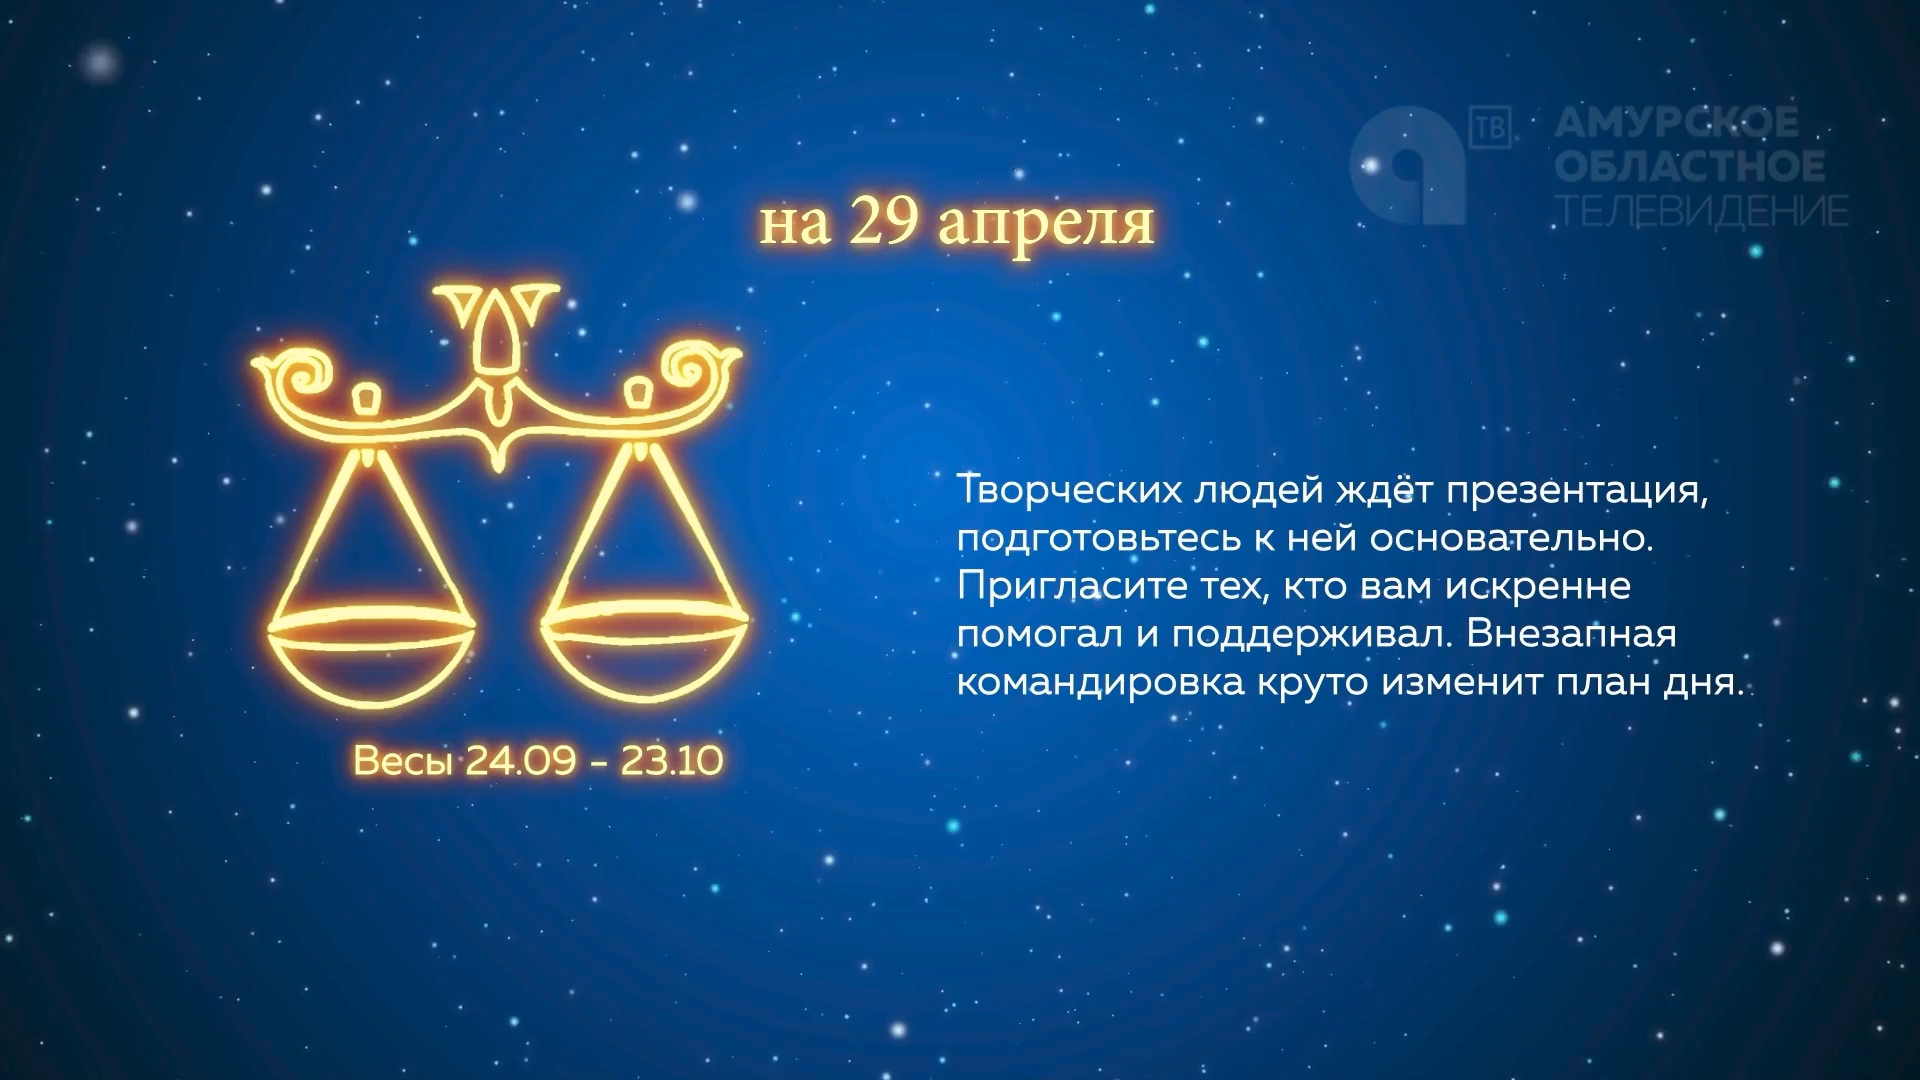 ТВ.
АМУРСКОЕ
ОБЛАСТНОЕ
ТЕЛЕВИДЕНИЕ
на 29 апреля
Творческих людей ждёт презентация,
подготовьтесь к ней основательно.
Пригласите тех, кто вам искренне
помогал и поддерживал. Внезапная
командировка круто изменит план дня.
Весы 24.09 - 23.10